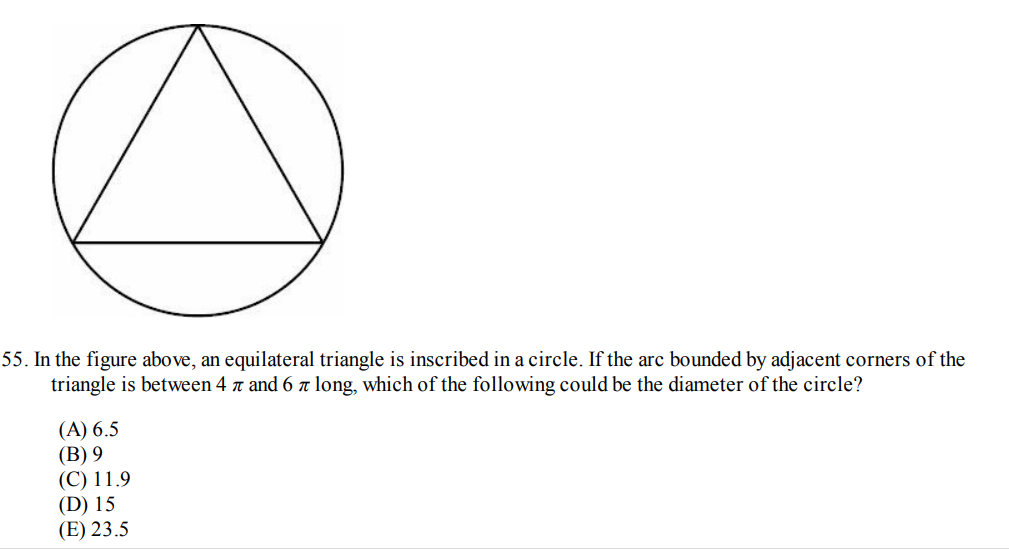 55. In the figure above, an equilateral triangle is inscribed in a circle. If the arc bounded by adjacent corners of the
triangle is between 4 π and 6 π long, which of the following could be the diameter of the circle?
(A) 6.5
(B) 9
(C) 11.9
(D) 15
(E) 23.5